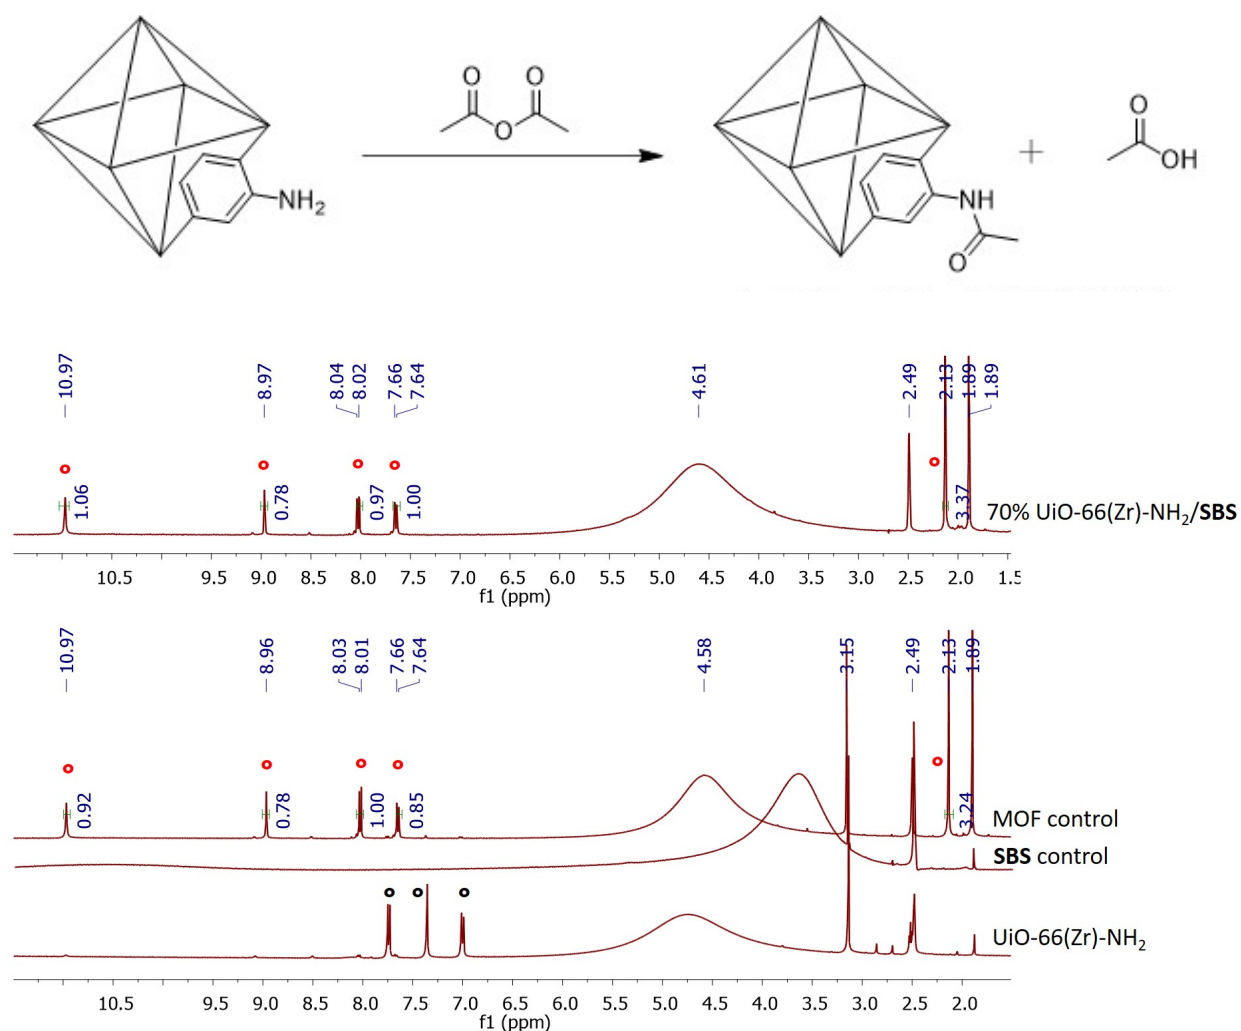 O O
O
O
NH₂
+
OH
NH
O
10.97 8.97 8.04 8.02 7.66 7.64 4.61 2.49 2.13 1.89 1.89
1.06 0.78 0.97 1.00 3.37
70% UiO-66(Zr)-NH₂/SBS
10.5 9.5 9.0 8.5 8.0 7.5 7.0 6.5 6.0 5.5 5.0 4.5 4.0 3.5 3.0 2.5 2.0 1.5
f1 (ppm)
10.97 8.96 8.03 8.01 7.66 7.64 4.58 3.15 2.49 2.13 1.89
0.92 0.78 1.00 0.85 3.24
MOF control
SBS control
UiO-66(Zr)-NH₂
10.5 9.5 9.0 8.5 8.0 7.5 7.0 6.5 6.0 5.5 5.0 4.5 4.0 3.5 3.0 2.5 2.0
f1 (ppm)